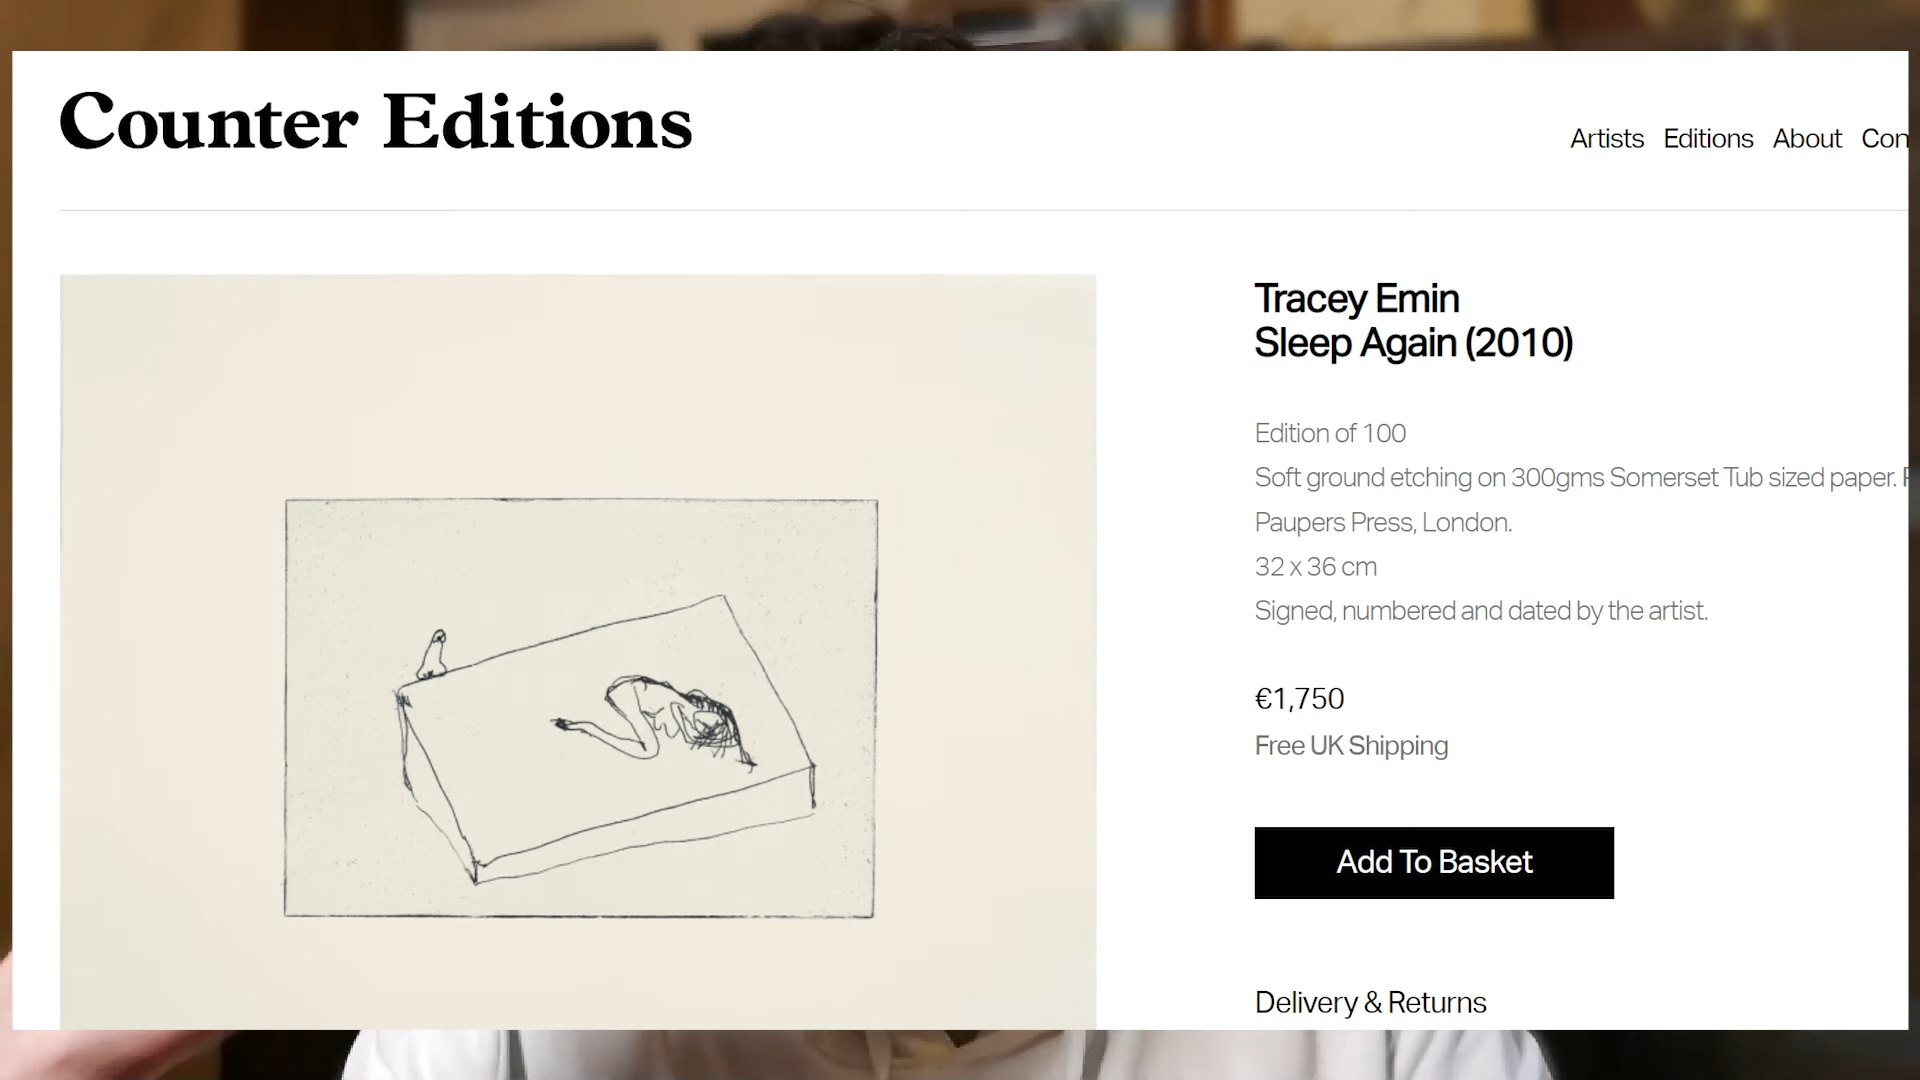 Counter Editions
Artists Editions About Con
Tracey Emin
Sleep Again (2010)
Edition of 100
Soft ground etching on 300gms Somerset Tub sized paper.
Paupers Press, London.
32 x 36 cm
Signed, numbered and dated by the artist.
€1,750
Free UK Shipping
Add To Basket
Delivery & Returns